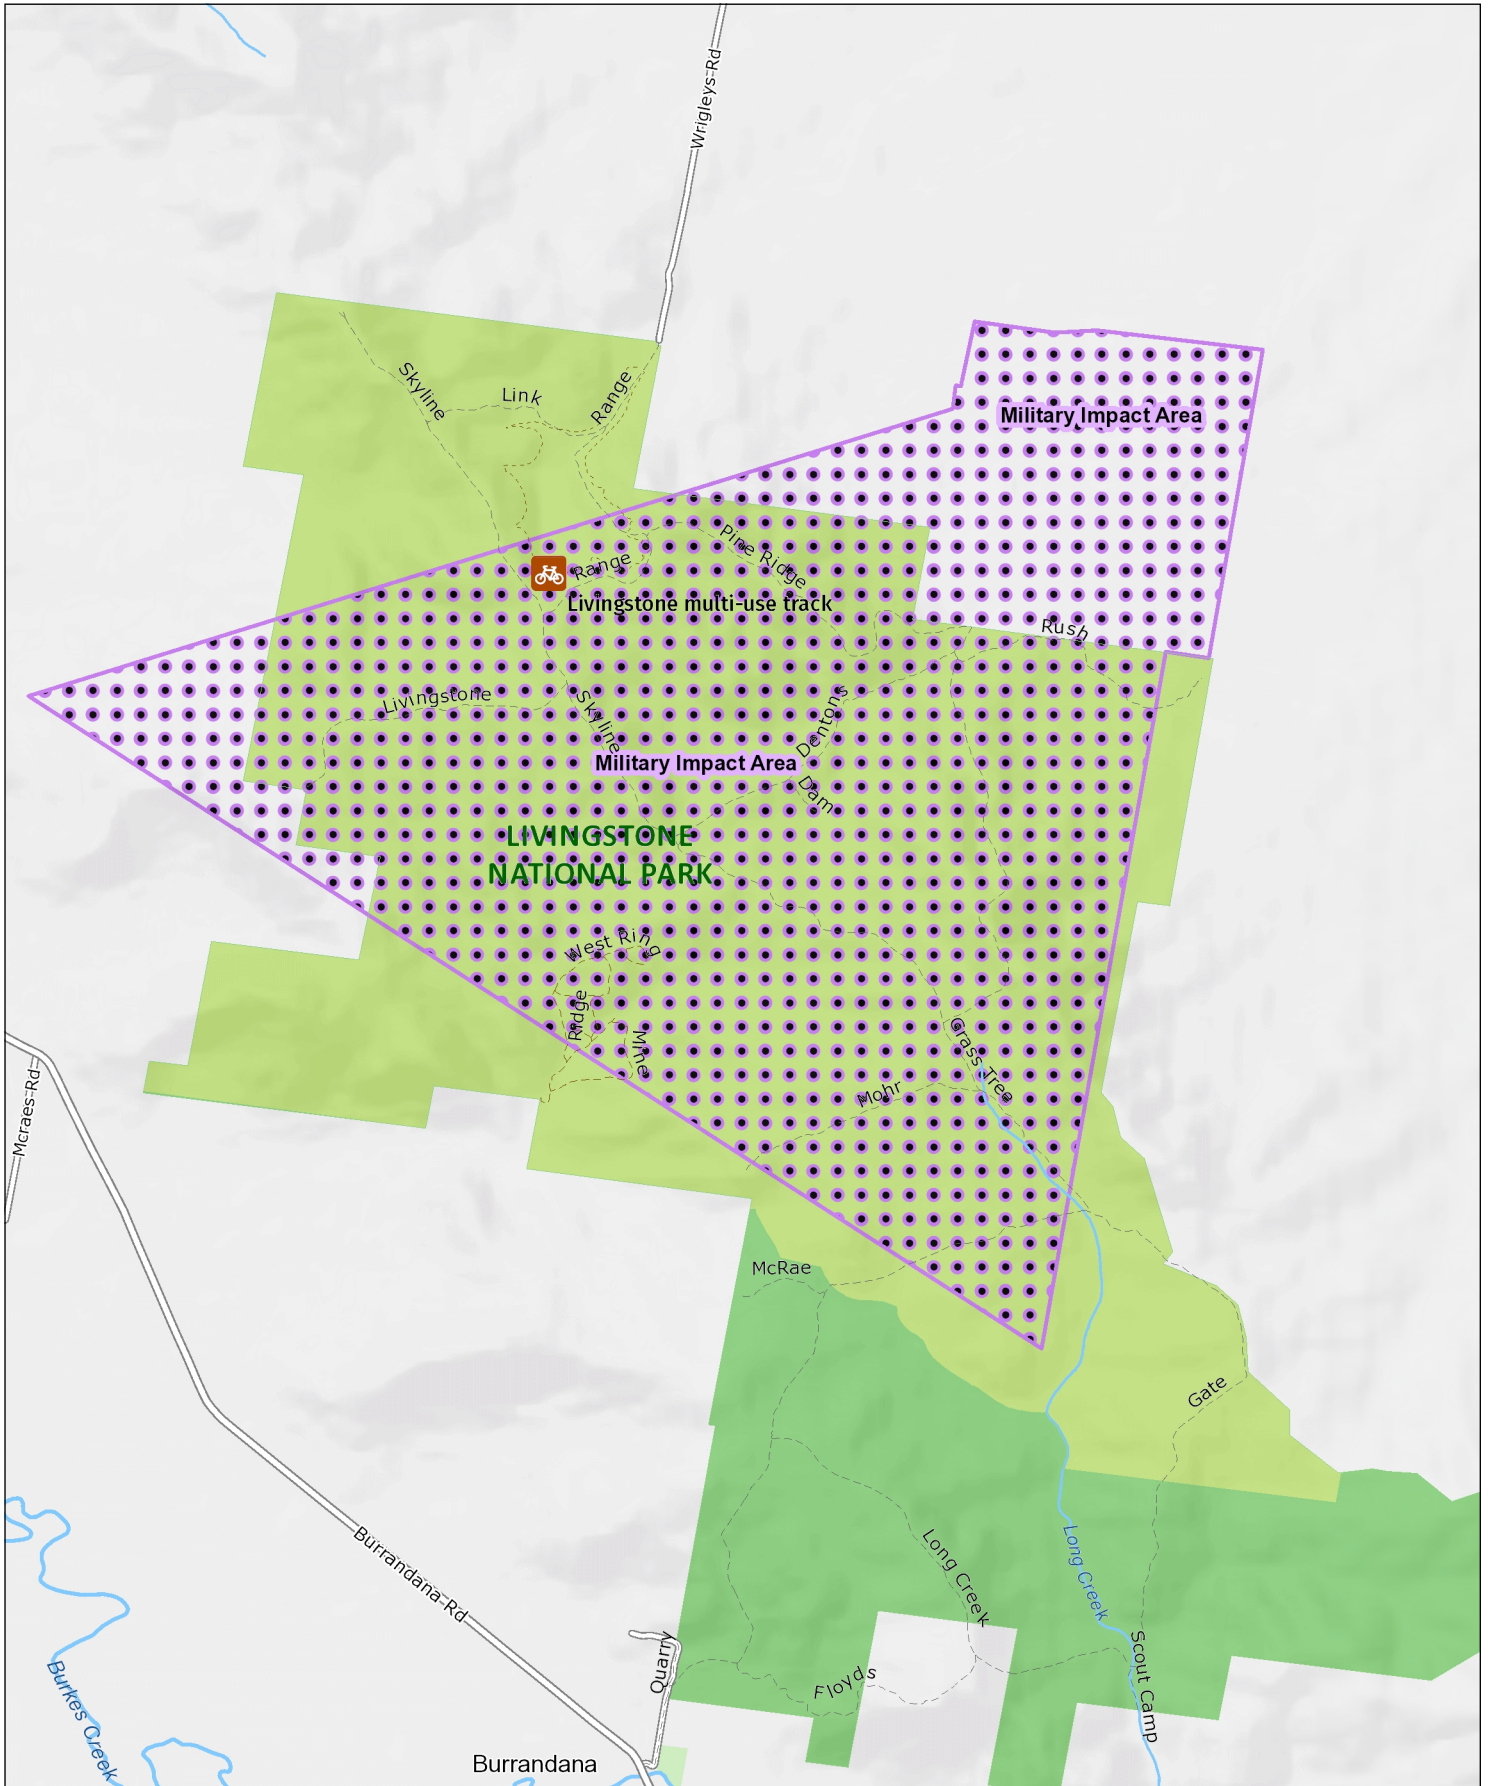 Wrigleys-Rd
Skyline
Link
Range
Military Impact Area
Pine Ridge
Range
Livingstone multi-use track
Rush
Livingstone
Skyline
Dentons
Military Impact Area
Dam
LIVINGSTONE
NATIONAL PARK
West Ring
Ridge
Mine
Grass Tree
Mohr
Mcraes-Rd
McRae
Gate
Burrandana-Rd
Long Creek
Long Creek
Scout Camp
Quarry
Floyds
Burkes Creek
Burrandana